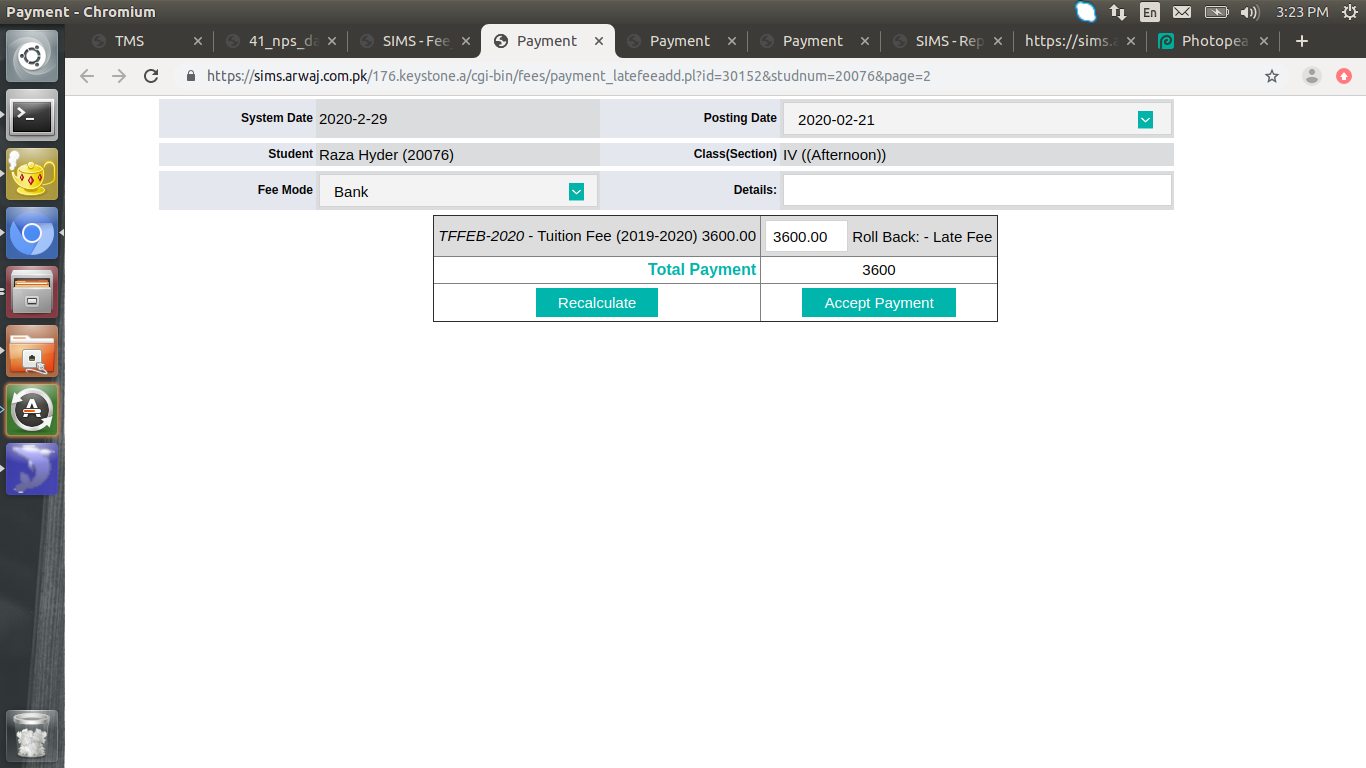 Payment - Chromium
En
3:23 PM
TMS
41_nps_da
SIMS - Fee
Payment
Payment
Payment
SIMS - Rep
https://sims.a
Photopea
https://sims.arwaj.com.pk/176.keystone.a/cgi-bin/fees/payment_latefeeadd.pl?id=30152&studnum=20076&page=2
System Date 2020-2-29 Posting Date 2020-02-21
Student Raza Hyder (20076) Class(Section) IV ((Afternoon))
Fee Mode Bank Details:
TFFEB-2020 - Tuition Fee (2019-2020) 3600.00 3600.00 Roll Back: - Late Fee
Total Payment 3600
Recalculate Accept Payment